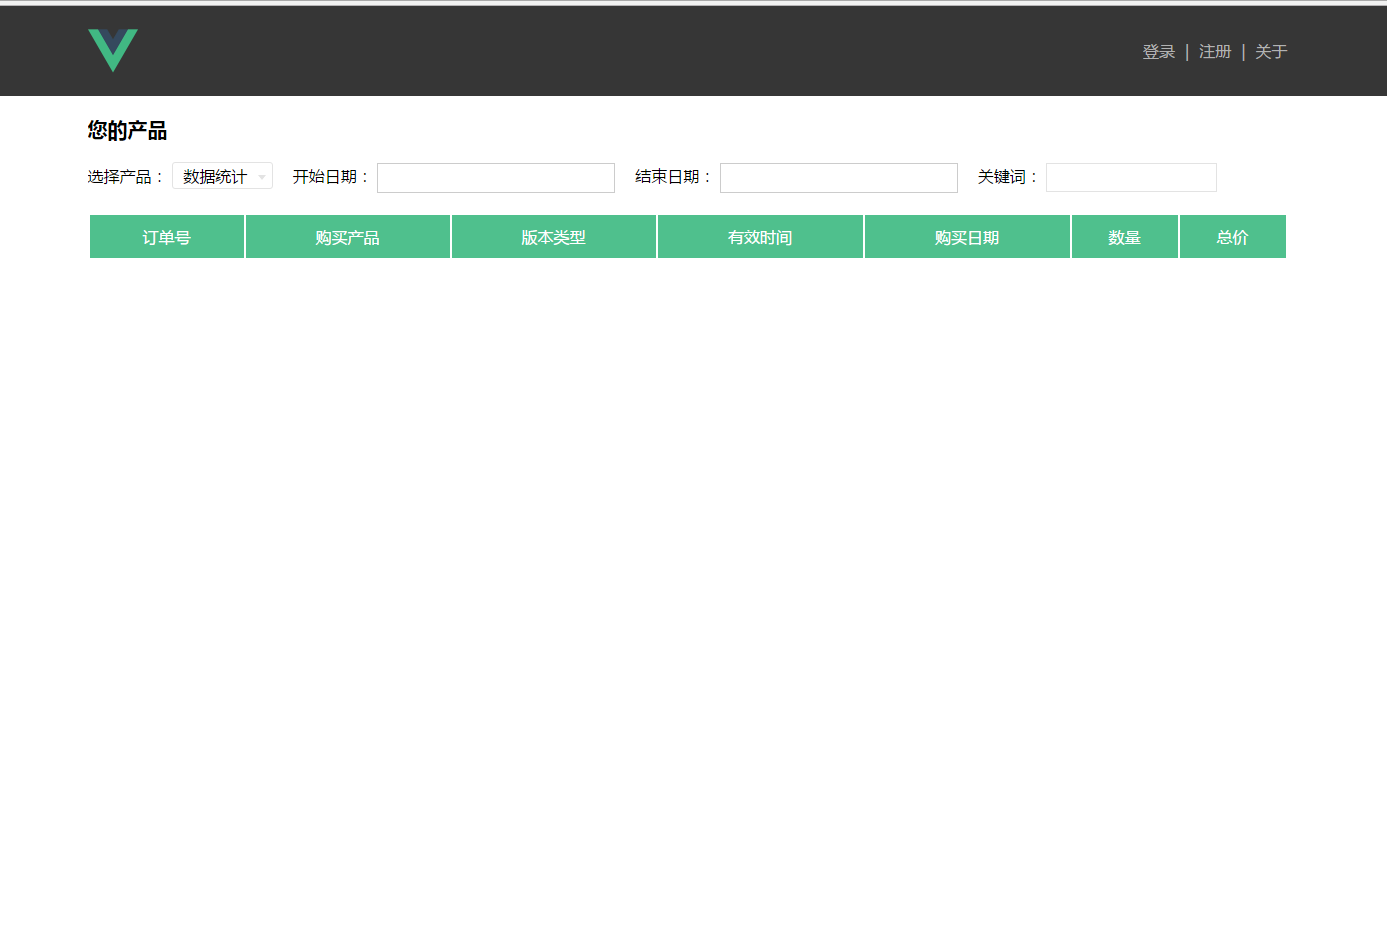 登录 | 注册 | 关于
您的产品
选择产品： 数据统计 开始日期： 结束日期： 关键词：
订单号 购买产品 版本类型 有效时间 购买日期 数量 总价